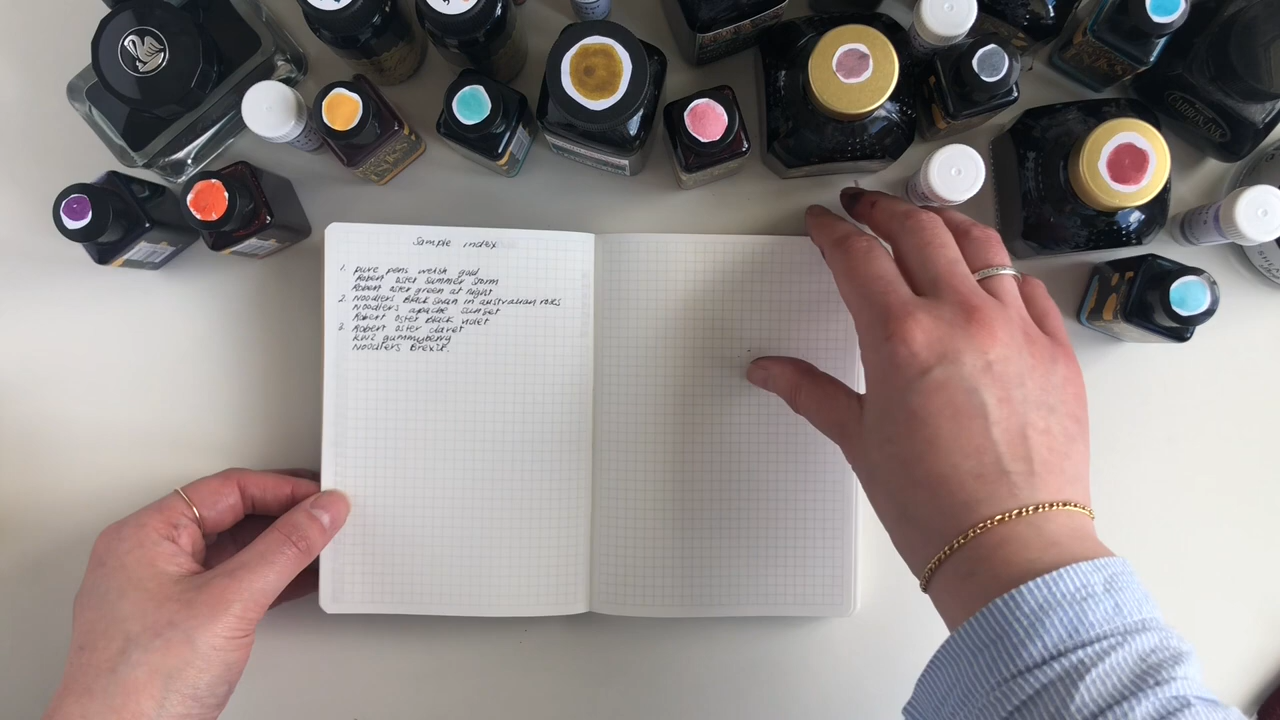 Sample index
1. pure pens welsh gold
Robert oster summer storm
Robert oster green at night
2. Noodlers Black Swan in australian roses
Noodlers apache sunset
Robert oster Black violet
3. Robert oster claret
KWZ gummyberry
Noodlers Brexit.
CARBON INK